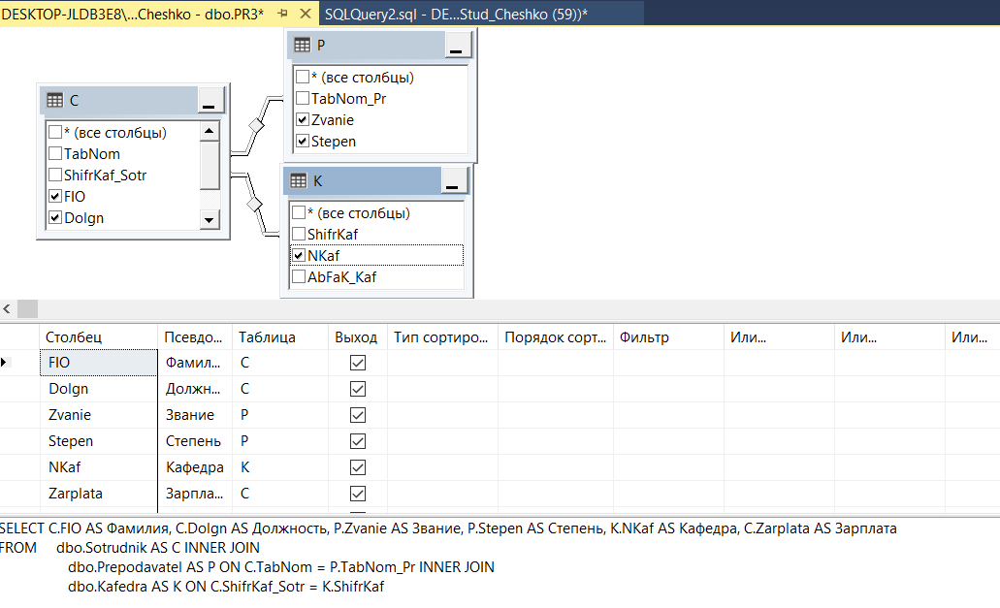 DESKTOP-JLDB3E8\...Cheshko - dbo.PR3* SQLQuery2.sql - DE...Stud_Cheshko (59))*
P
* (все столбцы)
TabNom_Pr
Zvanie
Stepen
C
* (все столбцы)
TabNom
ShifrKaf_Sotr
FIO
Dolgn
K
* (все столбцы)
ShifrKaf
NKaf
AbFaK_Kaf
Столбец Псевдо... Таблица Выход Тип сортиро... Порядок сорт... Фильтр Или... Или... Или...
FIO Фамил... C
Dolgn Должн... C
Zvanie Звание P
Stepen Степень P
NKaf Кафедра K
Zarplata Зарпла... C
SELECT C.FIO AS Фамилия, C.Dolgn AS Должность, P.Zvanie AS Звание, P.Stepen AS Степень, K.NKaf AS Кафедра, C.Zarplata AS Зарплата
FROM dbo.Sotrudnik AS C INNER JOIN
dbo.Prepodavatel AS P ON C.TabNom = P.TabNom_Pr INNER JOIN
dbo.Kafedra AS K ON C.ShifrKaf_Sotr = K.ShifrKaf